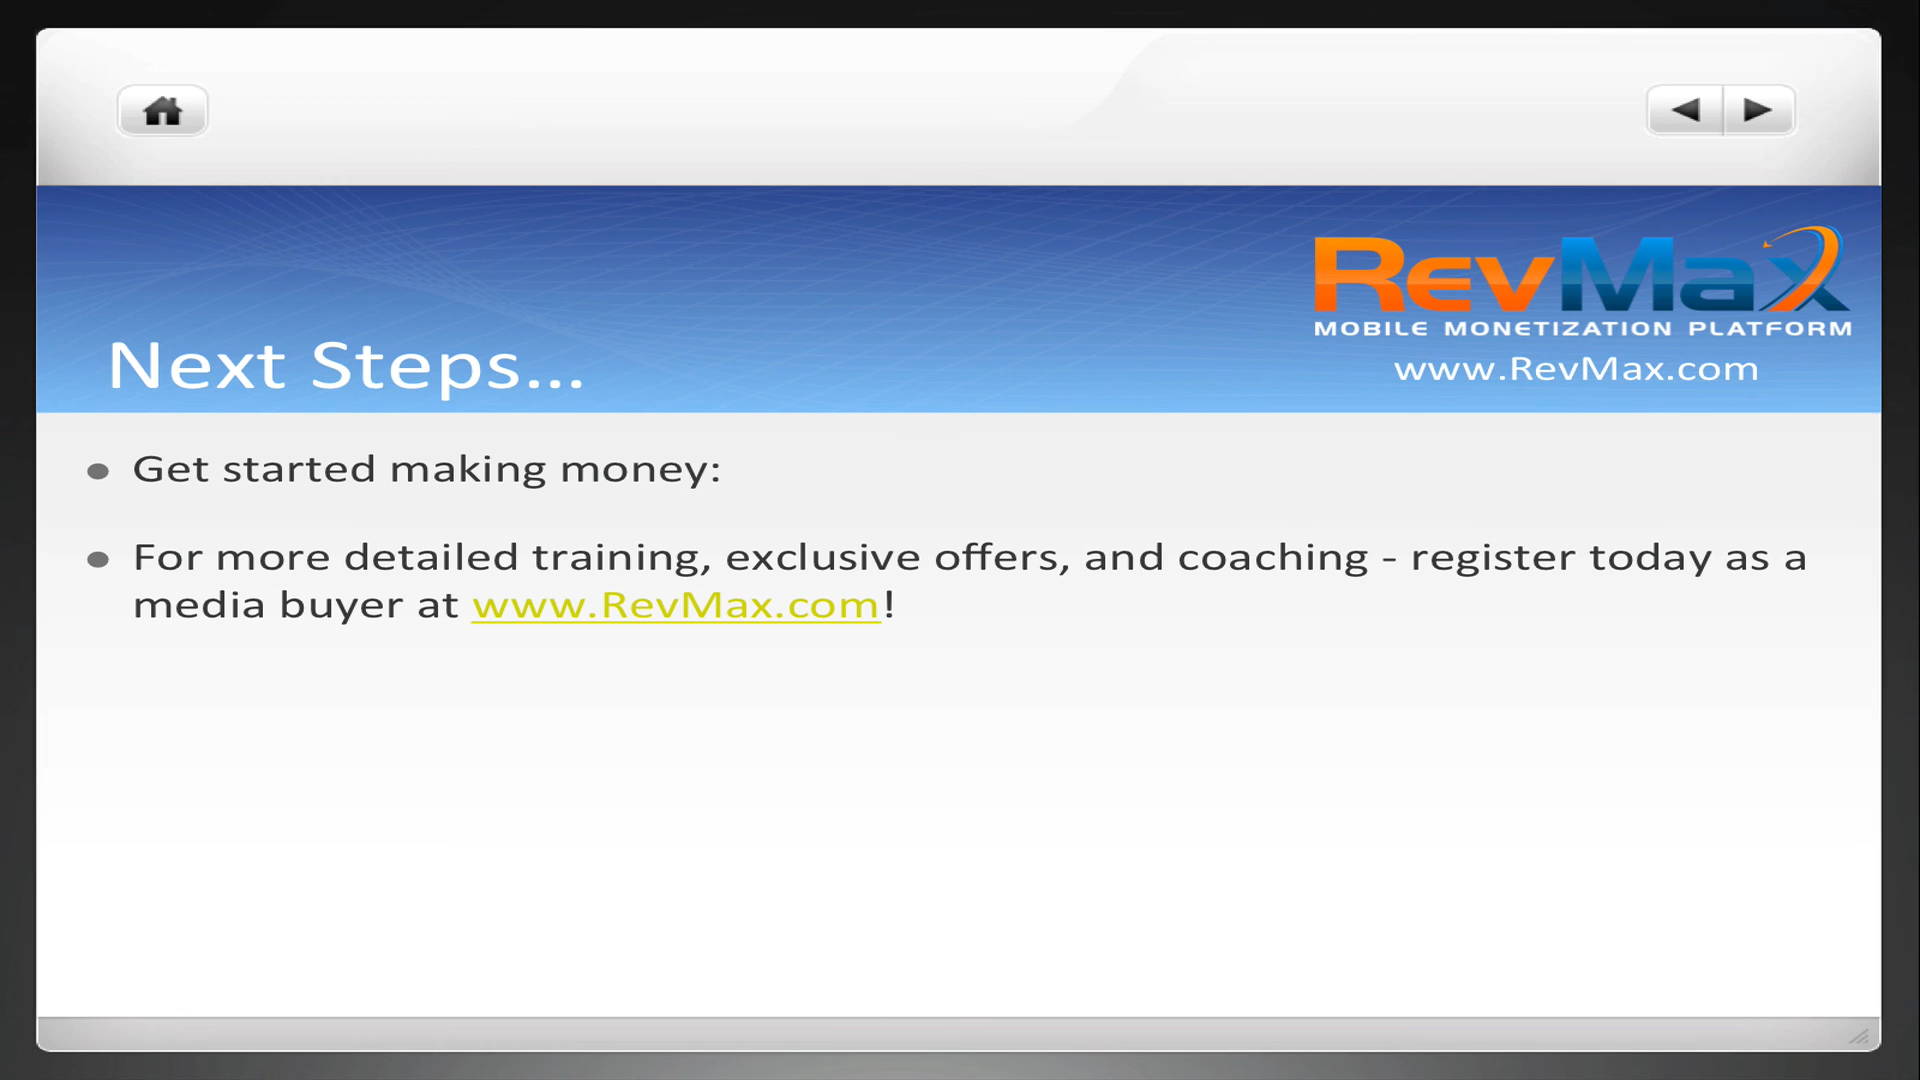 RevMax
MOBILE MONETIZATION PLATFORM
www.RevMax.com
Next Steps...
• Get started making money:
• For more detailed training, exclusive offers, and coaching - register today as a
media buyer at www.RevMax.com!